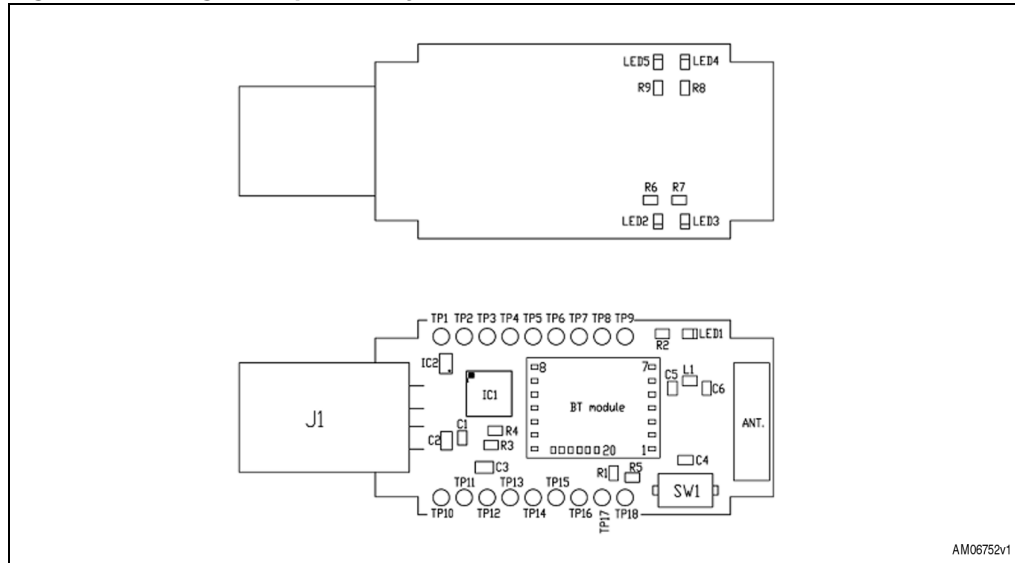 LED5 LED4
R9 R8
R6 R7
LED2 LED3
TP1 TP2 TP3 TP4 TP5 TP6 TP7 TP8 TP9
R2 LED1
IC2
8 7
C5 L1 C6
IC1
BT module
J1
ANT.
C1 R4
C2 R3
20 1
C4
C3
R1 R5
TP11 TP13 TP15
SW1
TP10 TP12 TP14 TP16 TP17 TP18
AM06752v1